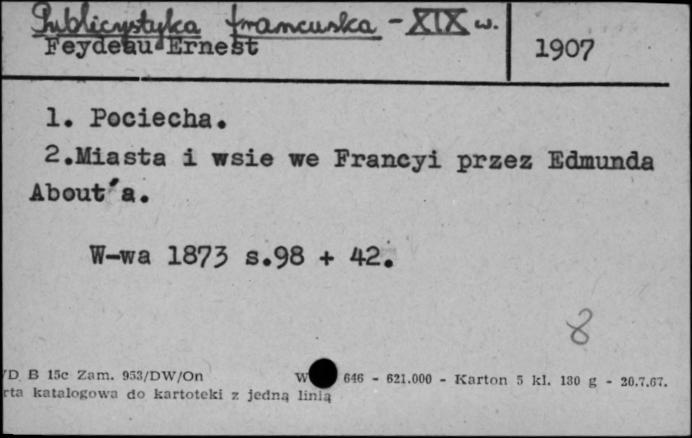 Publicystyka francuska - XIX w.
Feydeau Ernest
1907
1. Pociecha.
2.Miasta i wsie we Francyi przez Edmunda
About´a.
W-wa 1873 s.98 + 42.
8
/D B 15c Zam. 953/DW/On W 646 - 621.000 - Karton 5 kl. 180 g - 20.7.67.
rta katalogowa do kartoteki z jedną linią